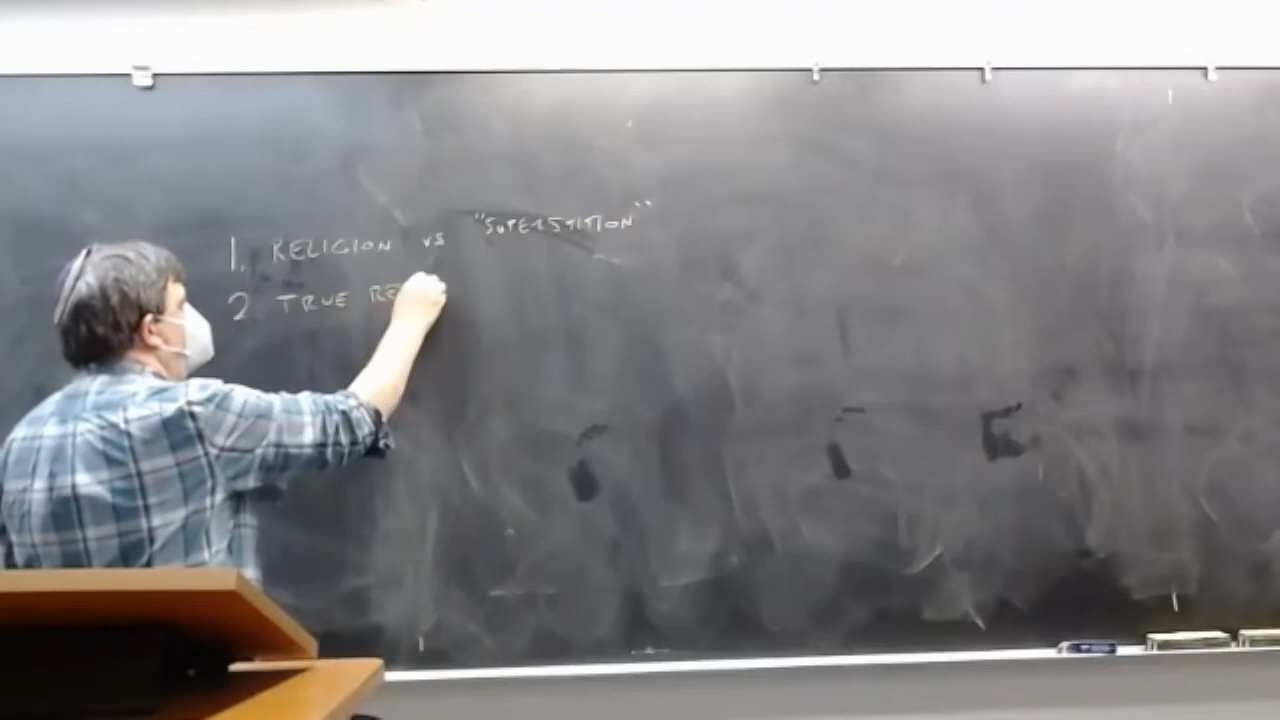 1. RELIGION VS "SUPERSTITION"
2. TRUE RE